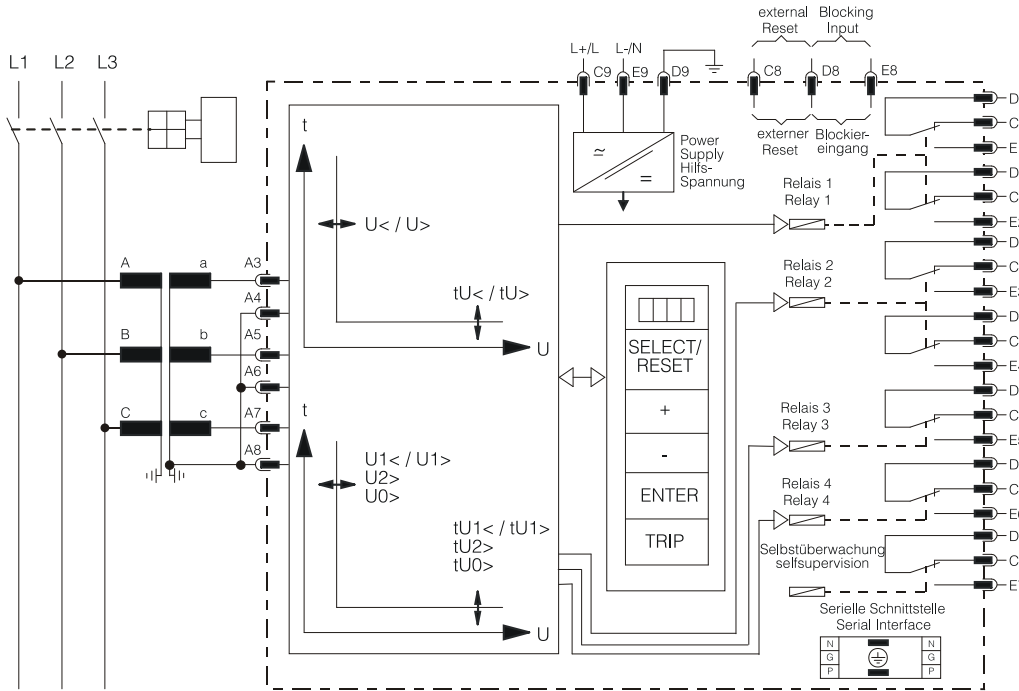 external Reset
Blocking Input
L1
L2
L3
L+/L
L-/N
C9
E9
D9
C8
D8
E8
externer Reset
Blockier- eingang
Power
Supply
Hilfs-
Spannung
≃
=
t
U< / U>
tU< / tU>
U
A
a
A3
A4
B
b
A5
A6
C
c
A7
A8
t
U1< / U1>
U2>
U0>
tU1< / tU1>
tU2>
tU0>
U
SELECT/
RESET
+
-
ENTER
TRIP
Relais 1
Relay 1
Relais 2
Relay 2
Relais 3
Relay 3
Relais 4
Relay 4
Selbstüberwachung
selfsupervision
Serielle Schnittstelle
Serial Interface
N
G
P
N
G
P
D
C
E
D
C
D
C
D
C
D
C
D
C
D
C
E